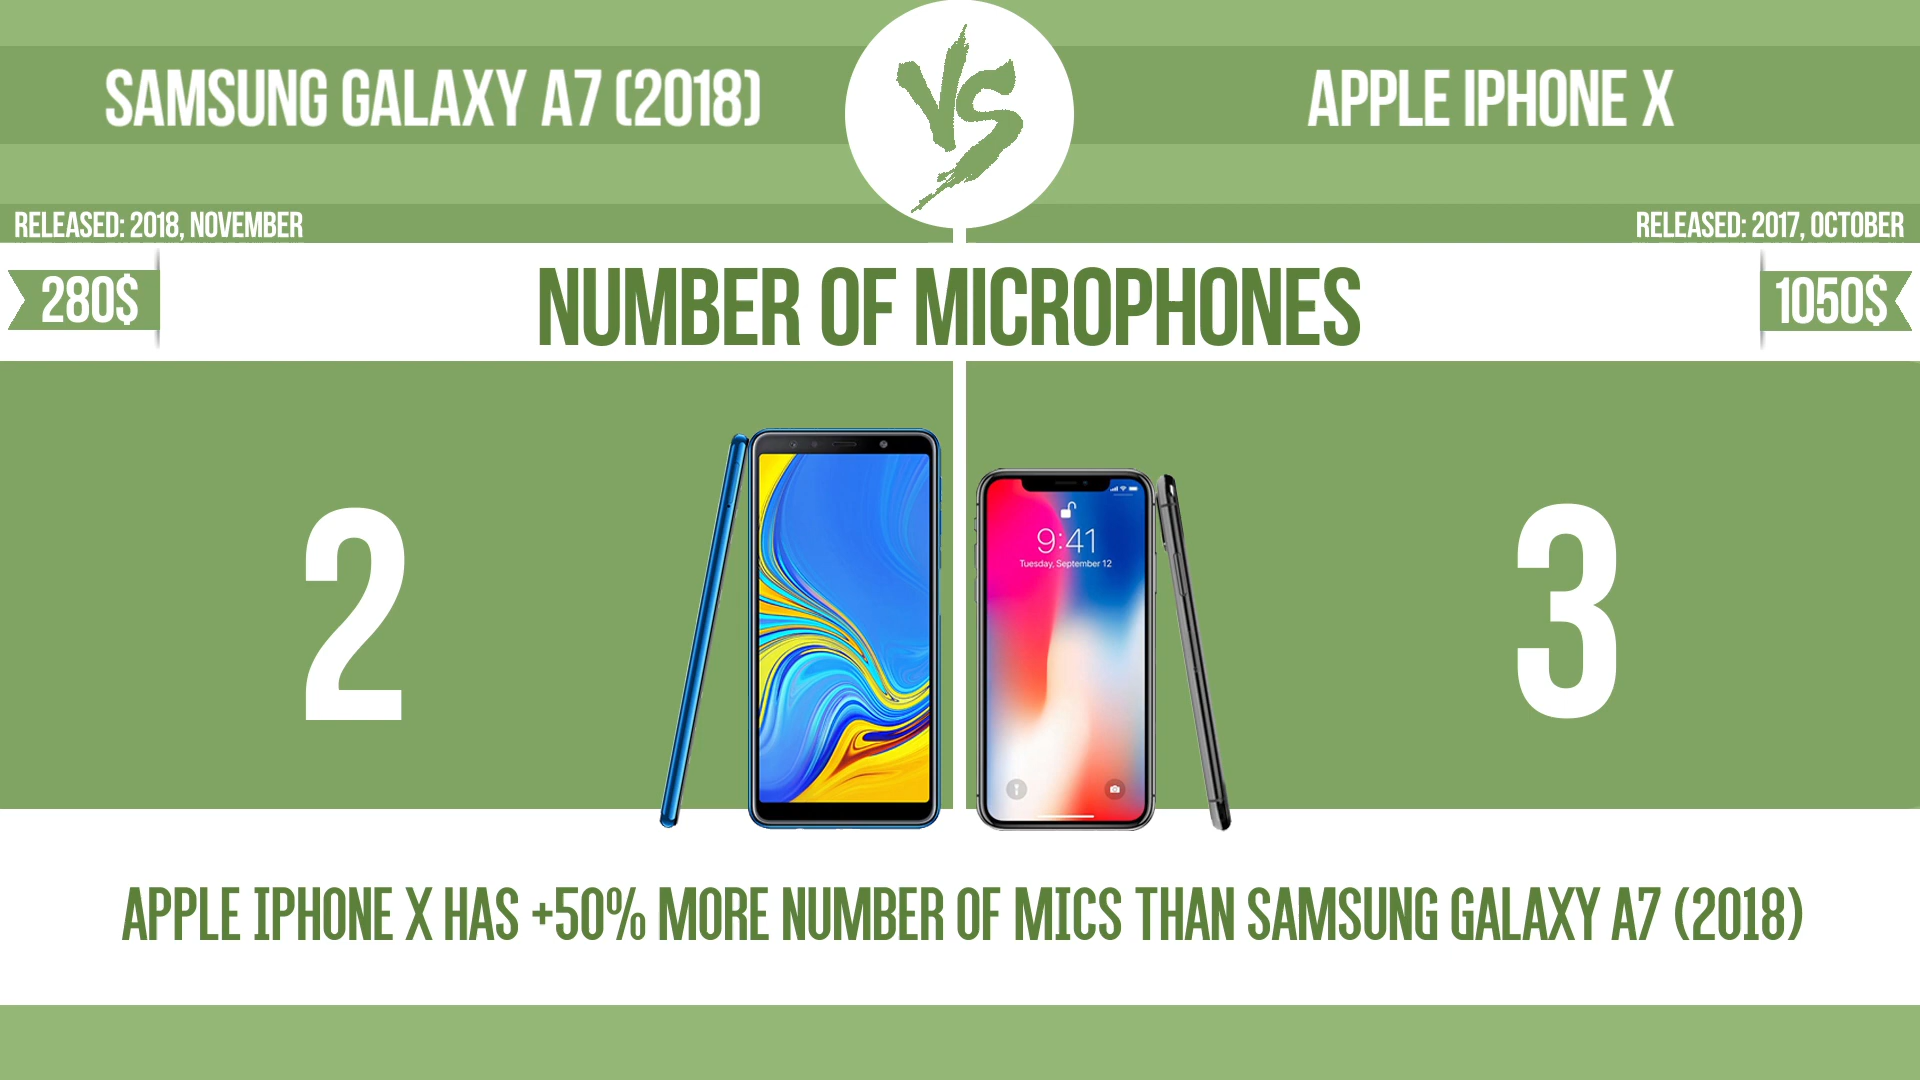 SAMSUNG GALAXY A7 (2018)
VS
APPLE IPHONE X
RELEASED: 2018, NOVEMBER
RELEASED: 2017, OCTOBER
280$
NUMBER OF MICROPHONES
1050$
2
3
9:41
Tuesday, September 12
APPLE IPHONE X HAS +50% MORE NUMBER OF MICS THAN SAMSUNG GALAXY A7 (2018)